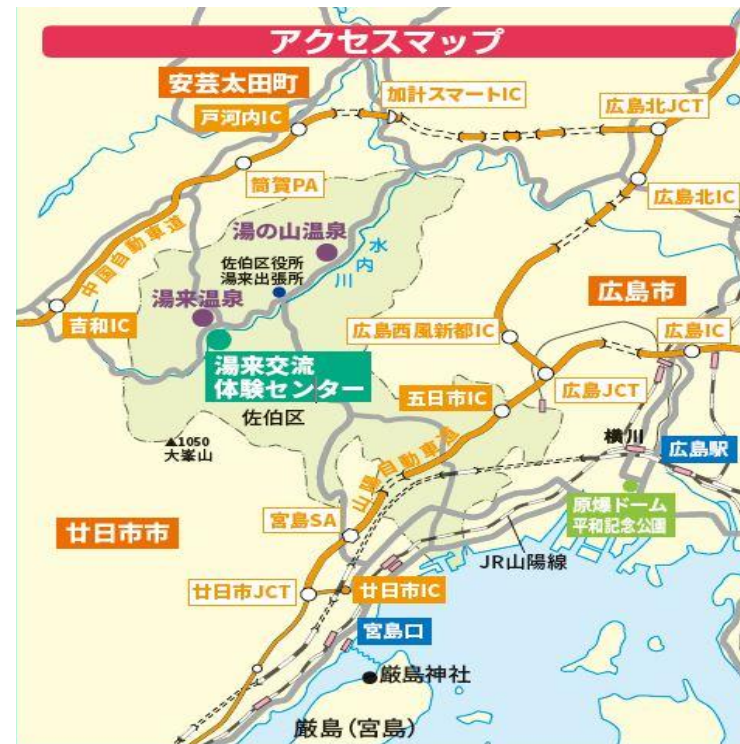 アクセスマップ
安芸太田町
加計スマートIC
広島北JCT
戸河内IC
筒賀PA
広島北IC
湯の山温泉
水内川
中国自動車道
佐伯区役所
湯来出張所
湯来温泉
広島市
吉和IC
広島西風新都IC
広島IC
湯来交流
体験センター
広島JCT
五日市IC
佐伯区
▲1050
大峯山
山陽自動車道
横川
広島駅
原爆ドーム
平和記念公園
宮島SA
廿日市市
JR山陽線
廿日市JCT
廿日市IC
宮島口
厳島神社
厳島(宮島)